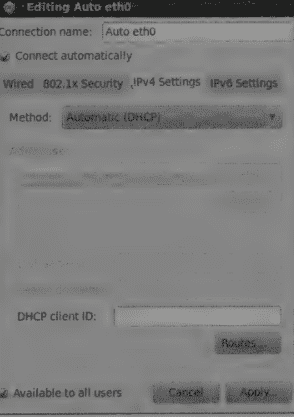 Editing Auto eth0
Connection name: Auto eth0
Connect automatically
Wired 802.1x Security IPv4 Settings IPv6 Settings
Method: Automatic (DHCP)
DHCP client ID:
Routes...
Available to all users Cancel Apply...